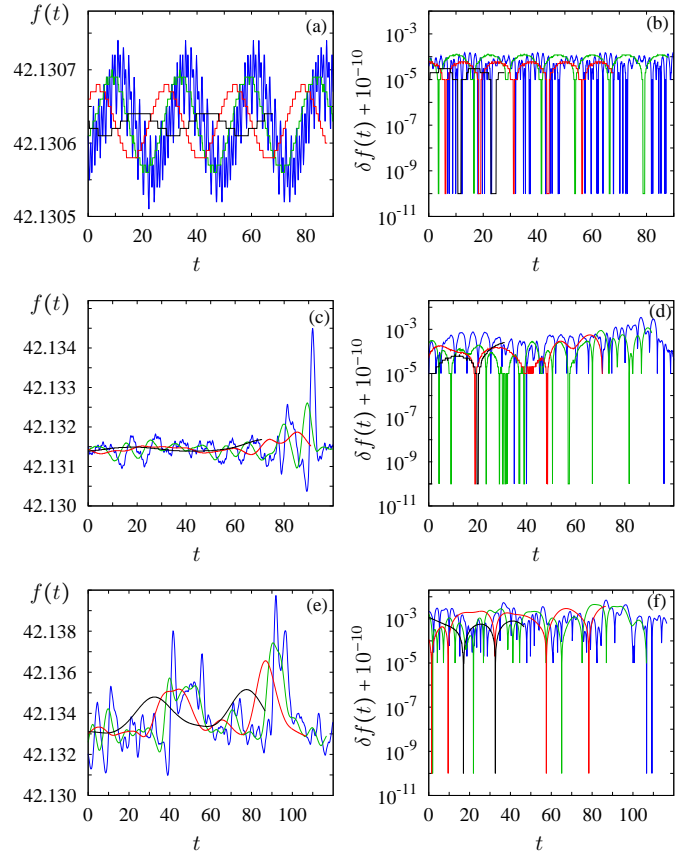 f(t)
(a)
42.1307
42.1306
42.1305
0 20 40 60 80
t
(b)
δf(t) + 10⁻¹⁰
10⁻³
10⁻⁵
10⁻⁷
10⁻⁹
10⁻¹¹
0 20 40 60 80
t
f(t)
(c)
42.134
42.133
42.132
42.131
42.130
0 20 40 60 80
t
(d)
δf(t) + 10⁻¹⁰
10⁻³
10⁻⁵
10⁻⁷
10⁻⁹
10⁻¹¹
0 20 40 60 80
t
f(t)
(e)
42.138
42.136
42.135
42.133
42.132
42.130
0 20 40 60 80 100
t
(f)
δf(t) + 10⁻¹⁰
10⁻³
10⁻⁵
10⁻⁷
10⁻⁹
10⁻¹¹
0 20 40 60 80 100
t